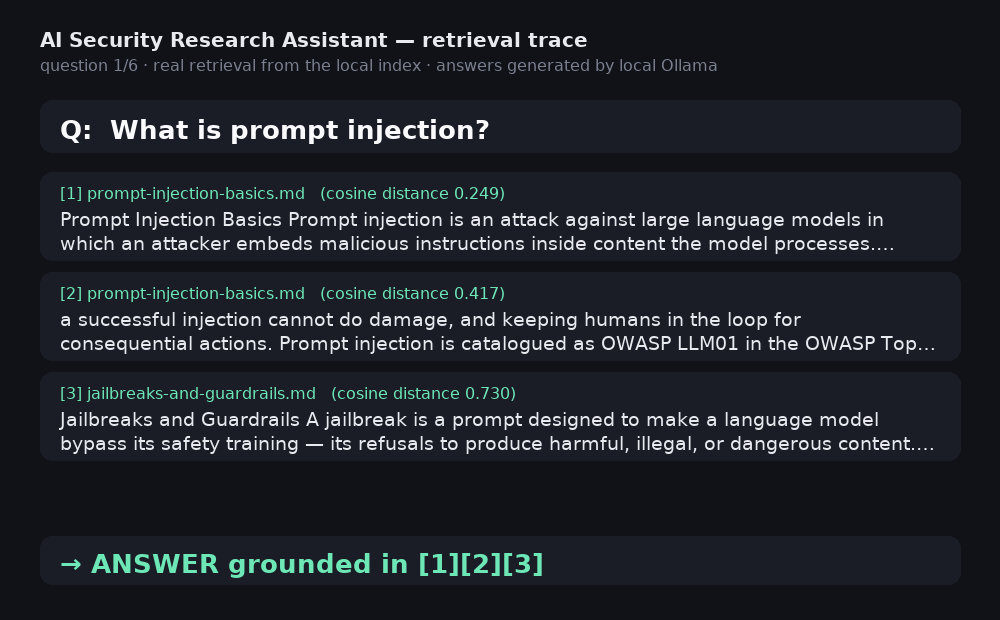 AI Security Research Assistant — retrieval trace
question 1/6 · real retrieval from the local index · answers generated by local Ollama
Q: What is prompt injection?
[1] prompt-injection-basics.md (cosine distance 0.249)
Prompt Injection Basics Prompt injection is an attack against large language models in
which an attacker embeds malicious instructions inside content the model processes....
[2] prompt-injection-basics.md (cosine distance 0.417)
a successful injection cannot do damage, and keeping humans in the loop for
consequential actions. Prompt injection is catalogued as OWASP LLM01 in the OWASP Top...
[3] jailbreaks-and-guardrails.md (cosine distance 0.730)
Jailbreaks and Guardrails A jailbreak is a prompt designed to make a language model
bypass its safety training — its refusals to produce harmful, illegal, or dangerous content....
→ ANSWER grounded in [1][2][3]